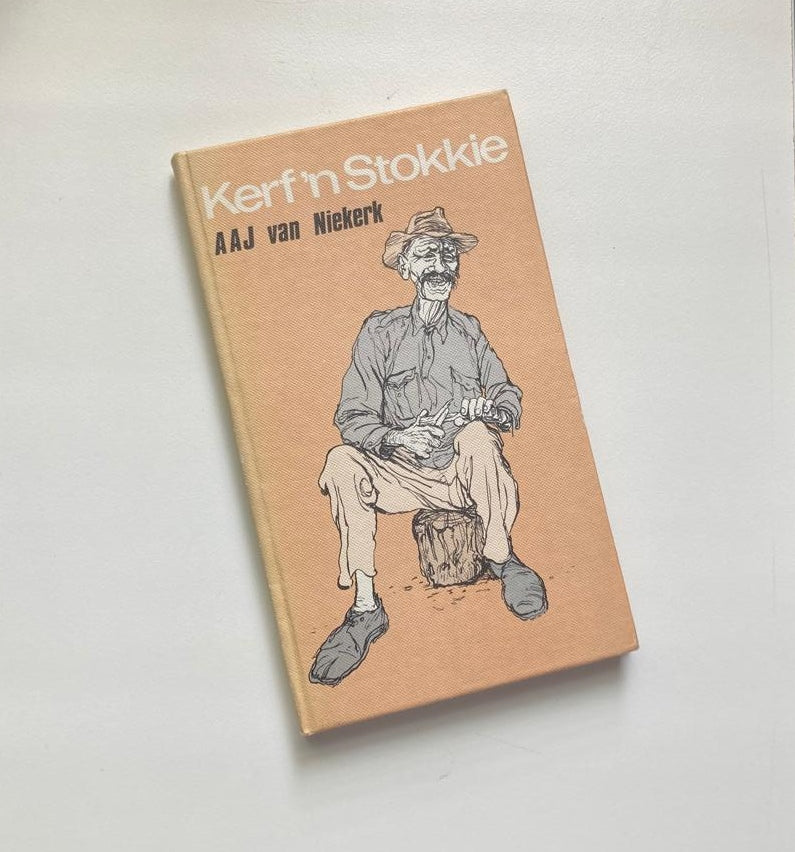 Kerf 'n Stokkie
AAJ van Niekerk